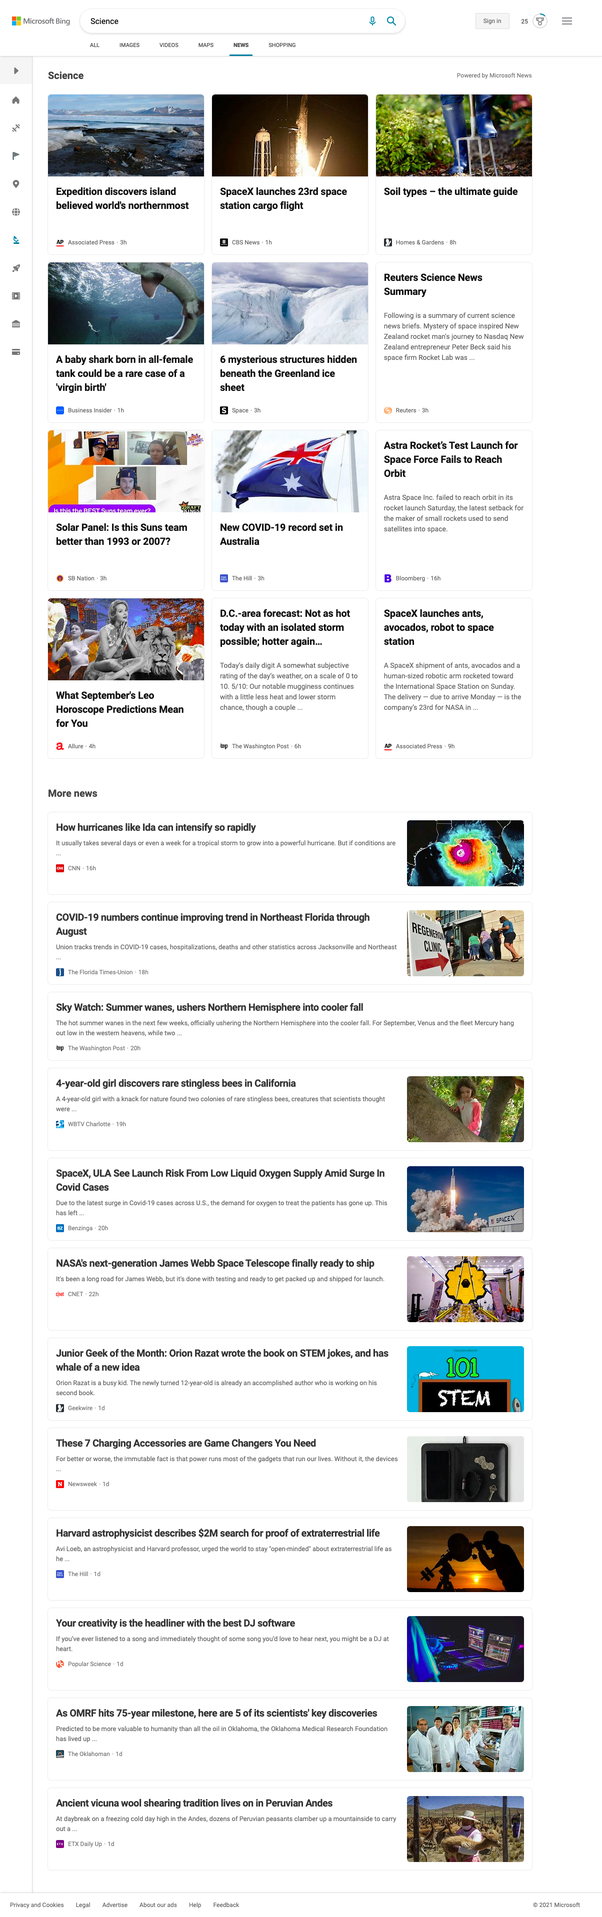 Microsoft Bing
Science
Sign in
25
ALL
IMAGES
VIDEOS
MAPS
NEWS
SHOPPING
Science
Powered by Microsoft News
Expedition discovers island
believed world's northernmost
AP Associated Press · 3h
SpaceX launches 23rd space
station cargo flight
CBS News · 1h
Soil types – the ultimate guide
Homes & Gardens · 8h
A baby shark born in all-female
tank could be a rare case of a
'virgin birth'
Business Insider · 1h
6 mysterious structures hidden
beneath the Greenland ice
sheet
S Space · 3h
Reuters Science News
Summary
Following is a summary of current science
news briefs. Mystery of space inspired New
Zealand rocket man's journey to Nasdaq New
Zealand entrepreneur Peter Beck said his
space firm Rocket Lab was ...
Reuters · 3h
Is this the BEST Suns team ever?
Solar Panel: Is this Suns team
better than 1993 or 2007?
SB Nation · 3h
New COVID-19 record set in
Australia
The Hill · 3h
Astra Rocket's Test Launch for
Space Force Fails to Reach
Orbit
Astra Space Inc. failed to reach orbit in its
rocket launch Saturday, the latest setback for
the maker of small rockets used to send
satellites into space.
B Bloomberg · 16h
What September's Leo
Horoscope Predictions Mean
for You
a. Allure · 4h
D.C.-area forecast: Not as hot
today with an isolated storm
possible; hotter again…
Today's daily digit A somewhat subjective
rating of the day's weather, on a scale of 0 to
10. 5/10: Our notable mugginess continues
with a little less heat and lower storm
chance, though a couple ...
wp The Washington Post · 6h
SpaceX launches ants,
avocados, robot to space
station
A SpaceX shipment of ants, avocados and a
human-sized robotic arm rocketed toward
the International Space Station on Sunday.
The delivery — due to arrive Monday — is the
company's 23rd for NASA in ...
AP Associated Press · 9h
More news
How hurricanes like Ida can intensify so rapidly
It usually takes several days or even a week for a tropical storm to grow into a powerful hurricane. But if conditions are
...
CNN CNN · 16h
COVID-19 numbers continue improving trend in Northeast Florida through
August
Union tracks trends in COVID-19 cases, hospitalizations, deaths and other statistics across Jacksonville and Northeast
...
The Florida Times-Union · 18h
REGENERON
CLINIC
Sky Watch: Summer wanes, ushers Northern Hemisphere into cooler fall
The hot summer wanes in the next few weeks, officially ushering the Northern Hemisphere into the cooler fall. For September, Venus and the fleet Mercury hang
out low in the western heavens, while two ...
wp The Washington Post · 20h
4-year-old girl discovers rare stingless bees in California
A 4-year-old girl with a knack for nature found two colonies of rare stingless bees, creatures that scientists thought
were ...
WBTV Charlotte · 19h
SpaceX, ULA See Launch Risk From Low Liquid Oxygen Supply Amid Surge In
Covid Cases
Due to the latest surge in Covid-19 cases across U.S., the demand for oxygen to treat the patients has gone up. This
has left ...
BZ Benzinga · 20h
SPACEX
NASA's next-generation James Webb Space Telescope finally ready to ship
It's been a long road for James Webb, but it's done with testing and ready to get packed up and shipped for launch.
cnet CNET · 22h
Junior Geek of the Month: Orion Razat wrote the book on STEM jokes, and has
whale of a new idea
Orion Razat is a busy kid. The newly turned 12-year-old is already an accomplished author who is working on his
second book.
Geekwire · 1d
101
STEM
These 7 Charging Accessories are Game Changers You Need
For better or worse, the immutable fact is that power runs most of the gadgets that run our lives. Without it, the devices
...
N Newsweek · 1d
Harvard astrophysicist describes $2M search for proof of extraterrestrial life
Avi Loeb, an astrophysicist and Harvard professor, urged the world to stay "open-minded" about extraterrestrial life as
he ...
The Hill · 1d
Your creativity is the headliner with the best DJ software
If you've ever listened to a song and immediately thought of some song you'd love to hear next, you might be a DJ at
heart.
Popular Science · 1d
As OMRF hits 75-year milestone, here are 5 of its scientists' key discoveries
Predicted to be more valuable to humanity than all the oil in Oklahoma, the Oklahoma Medical Research Foundation
has lived up ...
The Oklahoman · 1d
Ancient vicuna wool shearing tradition lives on in Peruvian Andes
At daybreak on a freezing cold day high in the Andes, dozens of Peruvian peasants clamber up a mountainside to carry
out a ...
ETX ETX Daily Up · 1d
Privacy and Cookies
Legal
Advertise
About our ads
Help
Feedback
© 2021 Microsoft